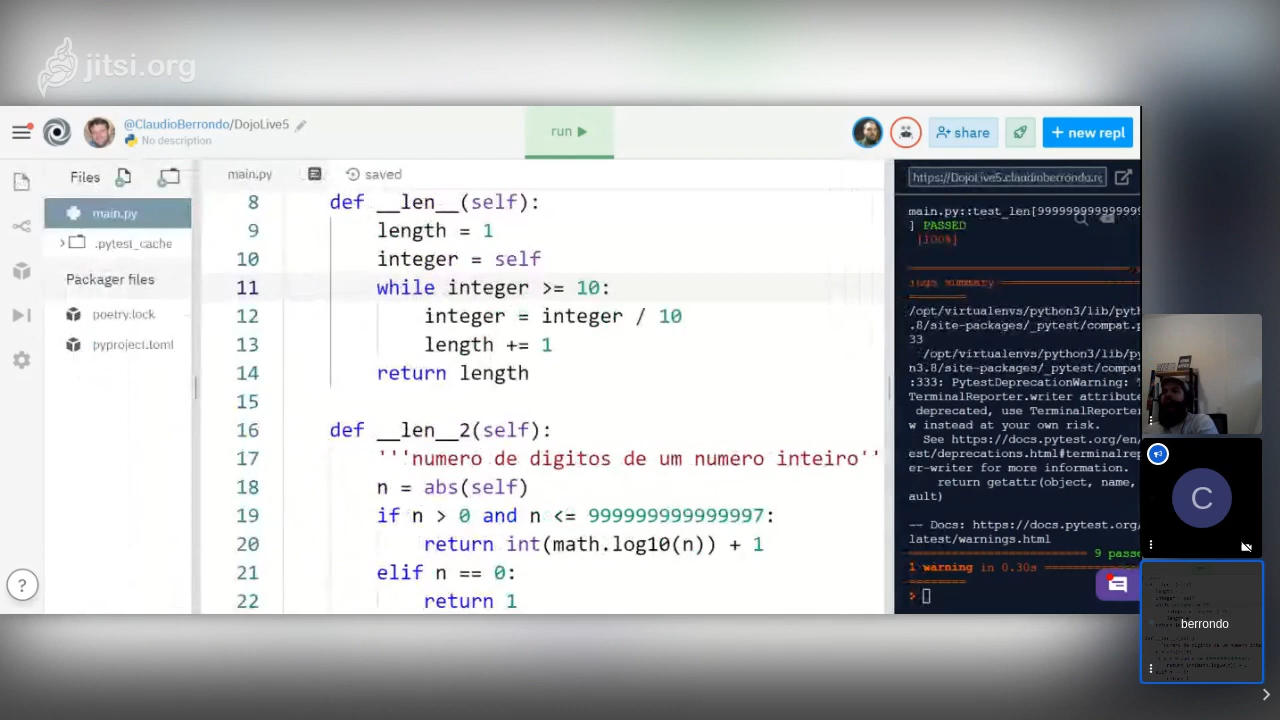 jitsi.org
@ClaudioBerrondo/DojoLive5
No description
run
share
+ new repl
Files
main.py
saved
https://DojoLive5.claudioberrondo.re
main.py
.pytest_cache
Packager files
poetry.lock
pyproject.toml
8 def __len__(self):
9 length = 1
10 integer = self
11 while integer >= 10:
12 integer = integer / 10
13 length += 1
14 return length
15
16 def __len__2(self):
17 '''numero de digitos de um numero inteiro''
18 n = abs(self)
19 if n > 0 and n <= 999999999999997:
20 return int(math.log10(n)) + 1
21 elif n == 0:
22 return 1
main.py::test_len[9999999999999
] PASSED
[100%]
summary
/opt/virtualenvs/python3/lib/pyth
.8/site-packages/_pytest/compat.p
33
/opt/virtualenvs/python3/lib/py
n3.8/site-packages/_pytest/compat
:333: PytestDeprecationWarning: '
TerminalReporter.writer attribute
deprecated, use TerminalReporter
w instead at your own risk.
See https://docs.pytest.org/en/
est/deprecations.html#terminalrep
er-writer for more information.
return getattr(object, name,
ault)
-- Docs: https://docs.pytest.org/
latest/warnings.html
9 passe
1 warning in 0.30s
?
C
berrondo